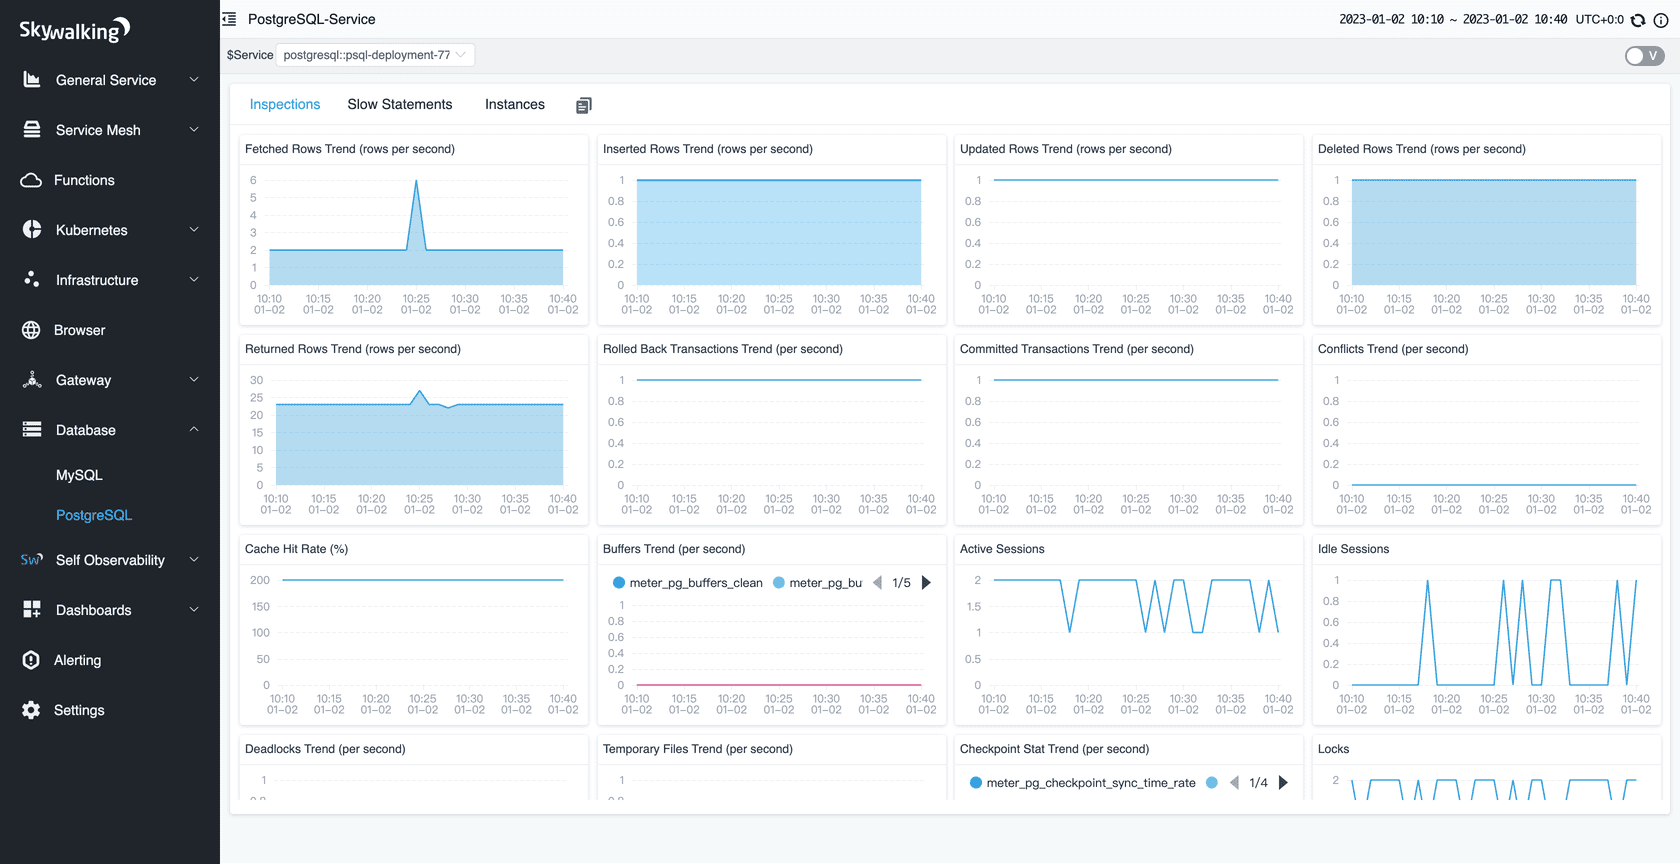 Skywalking
General Service
Service Mesh
Functions
Kubernetes
Infrastructure
Browser
Gateway
Database
MySQL
PostgreSQL
Sw Self Observability
Dashboards
Alerting
Settings
PostgreSQL-Service
2023-01-02 10:10 ~ 2023-01-02 10:40 UTC+0:0
$Service postgresql::psql-deployment-77
V
Inspections Slow Statements Instances
Fetched Rows Trend (rows per second)
6
5
4
3
2
1
0
10:10 10:15 10:20 10:25 10:30 10:35 10:40
01-02 01-02 01-02 01-02 01-02 01-02 01-02
Inserted Rows Trend (rows per second)
1
0.8
0.6
0.4
0.2
0
10:10 10:15 10:20 10:25 10:30 10:35 10:40
01-02 01-02 01-02 01-02 01-02 01-02 01-02
Updated Rows Trend (rows per second)
1
0.8
0.6
0.4
0.2
0
10:10 10:15 10:20 10:25 10:30 10:35 10:40
01-02 01-02 01-02 01-02 01-02 01-02 01-02
Deleted Rows Trend (rows per second)
1
0.8
0.6
0.4
0.2
0
10:10 10:15 10:20 10:25 10:30 10:35 10:40
01-02 01-02 01-02 01-02 01-02 01-02 01-02
Returned Rows Trend (rows per second)
30
25
20
15
10
5
0
10:10 10:15 10:20 10:25 10:30 10:35 10:40
01-02 01-02 01-02 01-02 01-02 01-02 01-02
Rolled Back Transactions Trend (per second)
1
0.8
0.6
0.4
0.2
0
10:10 10:15 10:20 10:25 10:30 10:35 10:40
01-02 01-02 01-02 01-02 01-02 01-02 01-02
Committed Transactions Trend (per second)
1
0.8
0.6
0.4
0.2
0
10:10 10:15 10:20 10:25 10:30 10:35 10:40
01-02 01-02 01-02 01-02 01-02 01-02 01-02
Conflicts Trend (per second)
1
0.8
0.6
0.4
0.2
0
10:10 10:15 10:20 10:25 10:30 10:35 10:40
01-02 01-02 01-02 01-02 01-02 01-02 01-02
Cache Hit Rate (%)
200
150
100
50
0
10:10 10:15 10:20 10:25 10:30 10:35 10:40
01-02 01-02 01-02 01-02 01-02 01-02 01-02
Buffers Trend (per second)
meter_pg_buffers_clean meter_pg_bu 1/5
1
0.8
0.6
0.4
0.2
0
10:10 10:15 10:20 10:25 10:30 10:35 10:40
01-02 01-02 01-02 01-02 01-02 01-02 01-02
Active Sessions
2
1.5
1
0.5
0
10:10 10:15 10:20 10:25 10:30 10:35 10:40
01-02 01-02 01-02 01-02 01-02 01-02 01-02
Idle Sessions
1
0.8
0.6
0.4
0.2
0
10:10 10:15 10:20 10:25 10:30 10:35 10:40
01-02 01-02 01-02 01-02 01-02 01-02 01-02
Deadlocks Trend (per second)
1
0.8
Temporary Files Trend (per second)
1
0.8
Checkpoint Stat Trend (per second)
meter_pg_checkpoint_sync_time_rate 1/4
Locks
2